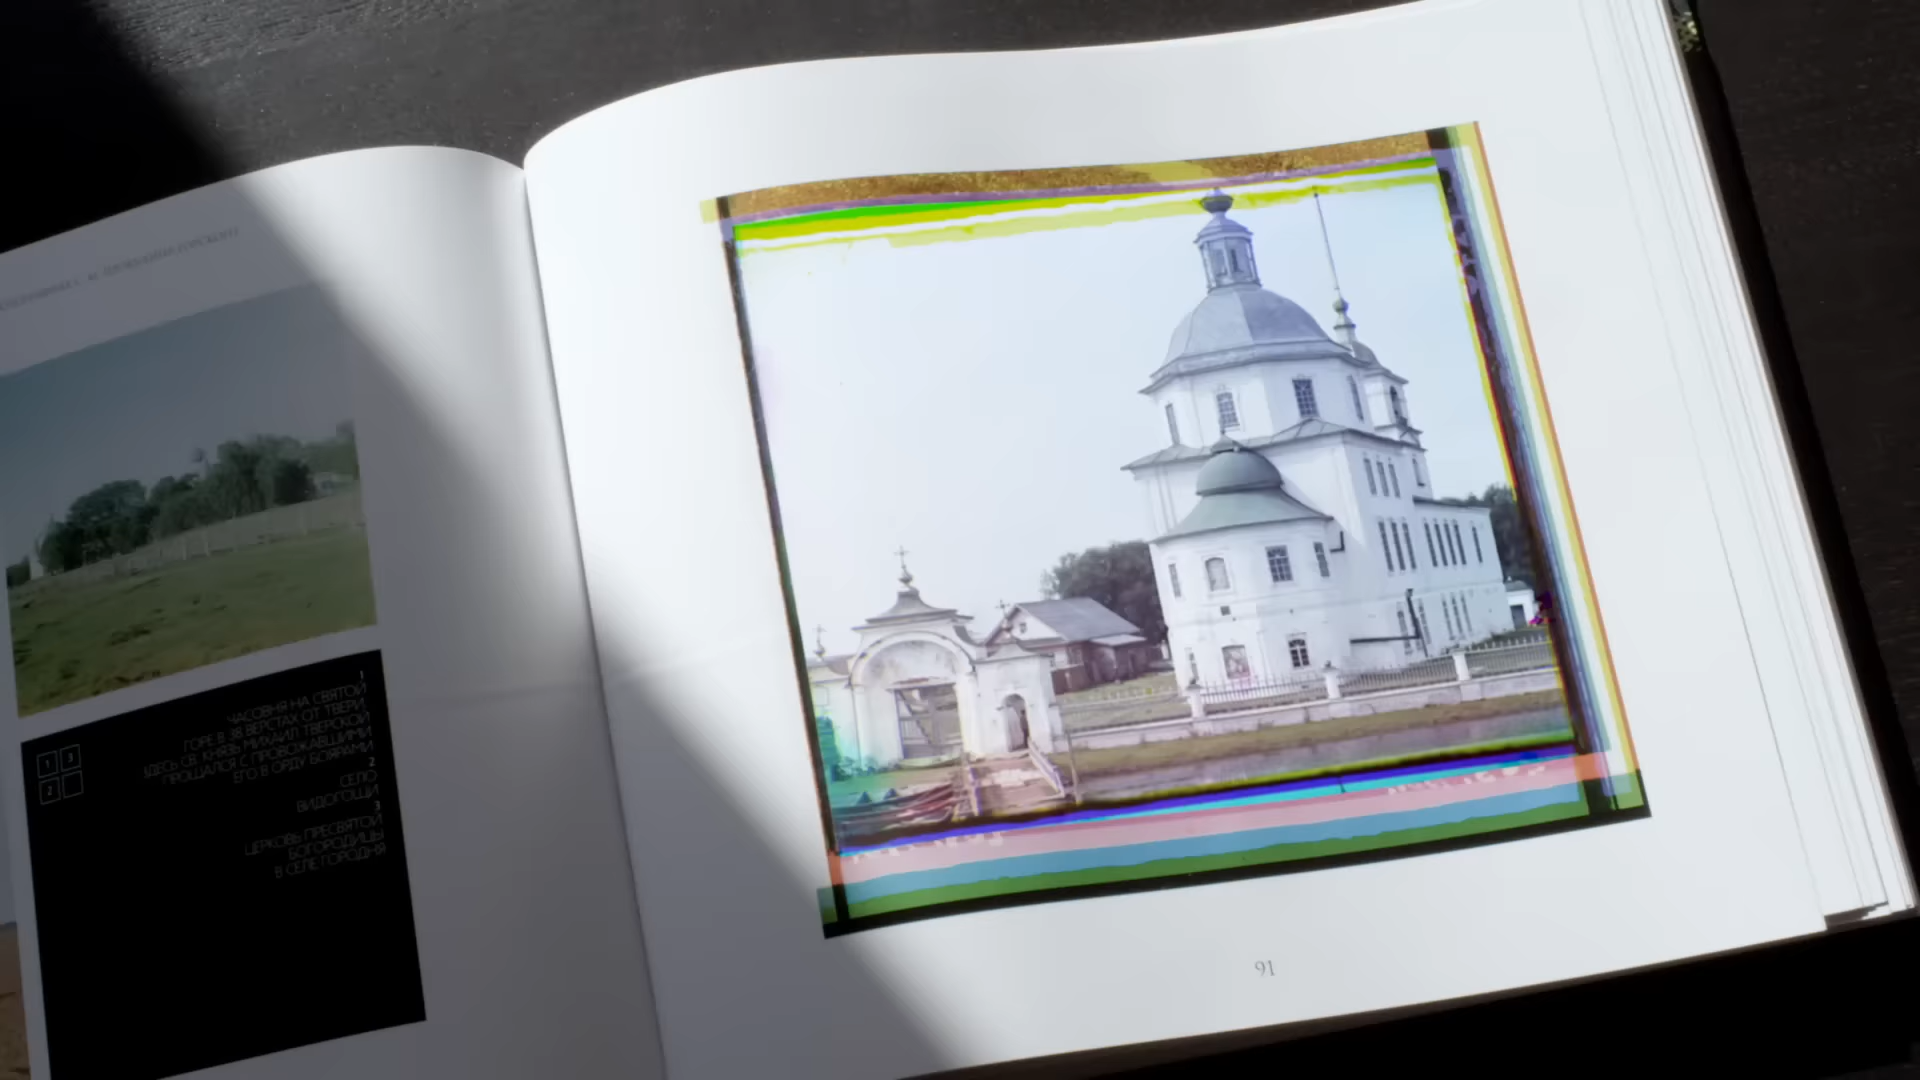 1
ЧАСОВНЯ НА СВЯТОЙ
ГОРЕ В 38 ВЕРСТАХ ОТ ТВЕРИ.
ЗДЕСЬ СВ. КНЯЗЬ МИХАИЛ ТВЕРСКОЙ
ПРОЩАЛСЯ С ПРОВОЖАВШИМИ
ЕГО В ОРДУ БОЯРАМИ
2
СЕЛО
ВИДОГОЩИ
3
ЦЕРКОВЬ ПРЕСВЯТОЙ
БОГОРОДИЦЫ
В СЕЛЕ ГОРОДНЯ
1 3
2
91